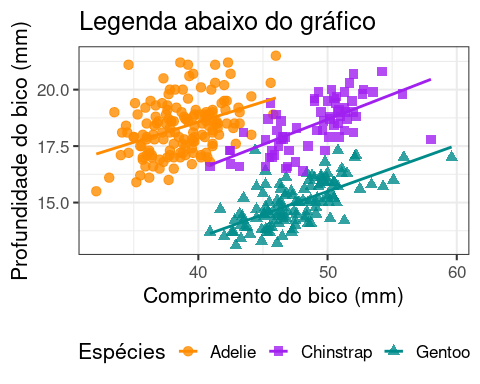 Legenda abaixo do gráfico
Profundidade do bico (mm)
20.0
17.5
15.0
40
50
60
Comprimento do bico (mm)
Espécies
Adelie
Chinstrap
Gentoo